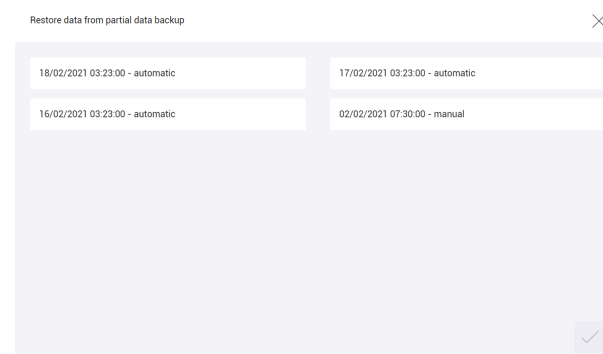 Restore data from partial data backup
18/02/2021 03:23:00 - automatic
17/02/2021 03:23:00 - automatic
16/02/2021 03:23:00 - automatic
02/02/2021 07:30:00 - manual